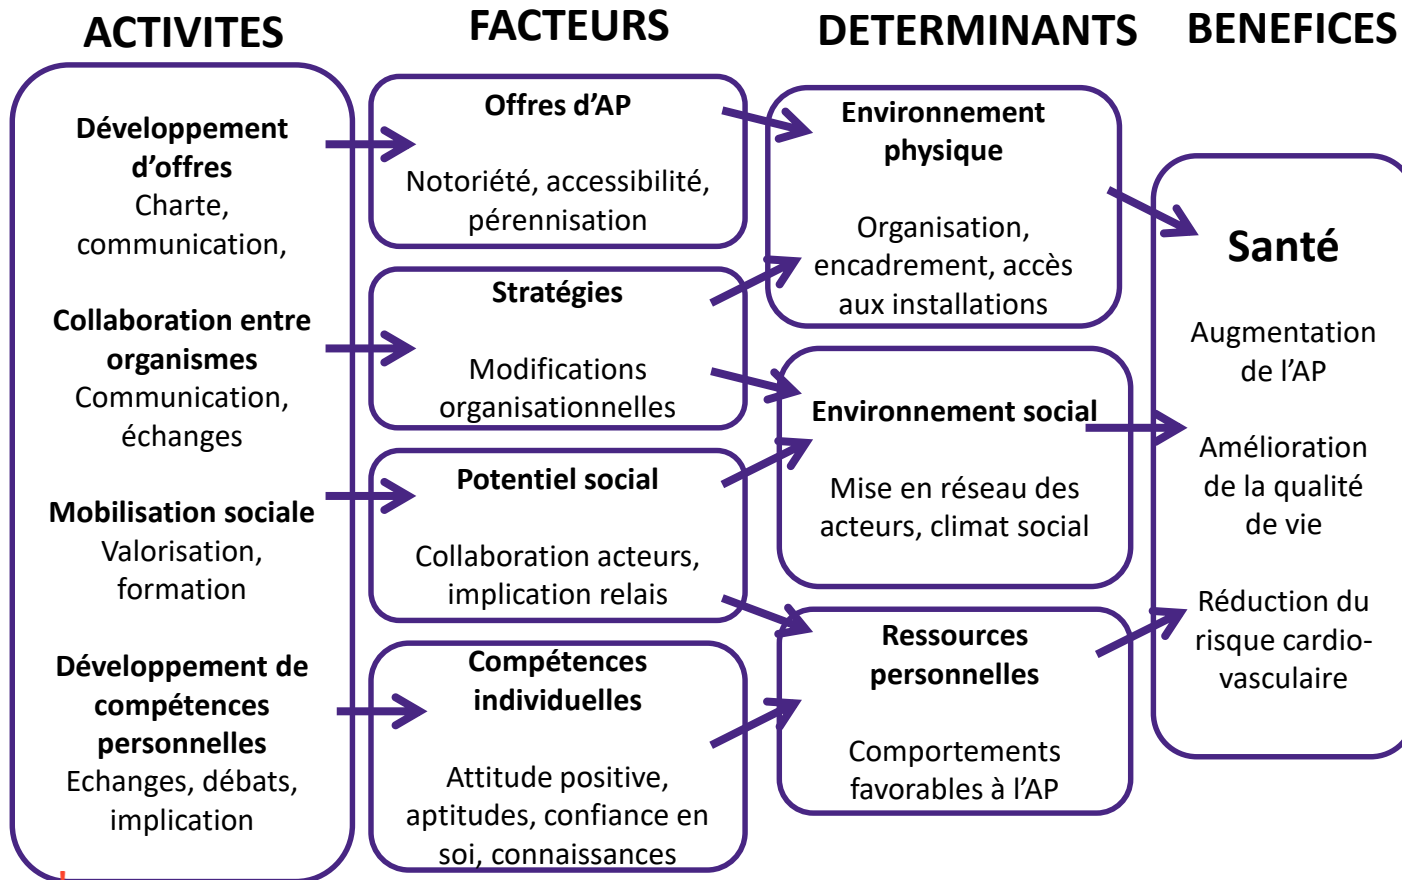 ACTIVITES
FACTEURS
DETERMINANTS
BENEFICES
Développement
d’offres
Charte,
communication,
Collaboration entre
organismes
Communication,
échanges
Mobilisation sociale
Valorisation,
formation
Développement de
compétences
personnelles
Echanges, débats,
implication
Offres d’AP
Notoriété, accessibilité,
pérennisation
Stratégies
Modifications
organisationnelles
Potentiel social
Collaboration acteurs,
implication relais
Compétences
individuelles
Attitude positive,
aptitudes, confiance en
soi, connaissances
Environnement
physique
Organisation,
encadrement, accès
aux installations
Environnement social
Mise en réseau des
acteurs, climat social
Ressources
personnelles
Comportements
favorables à l’AP
Santé
Augmentation
de l’AP
Amélioration
de la qualité
de vie
Réduction du
risque cardio-
vasculaire